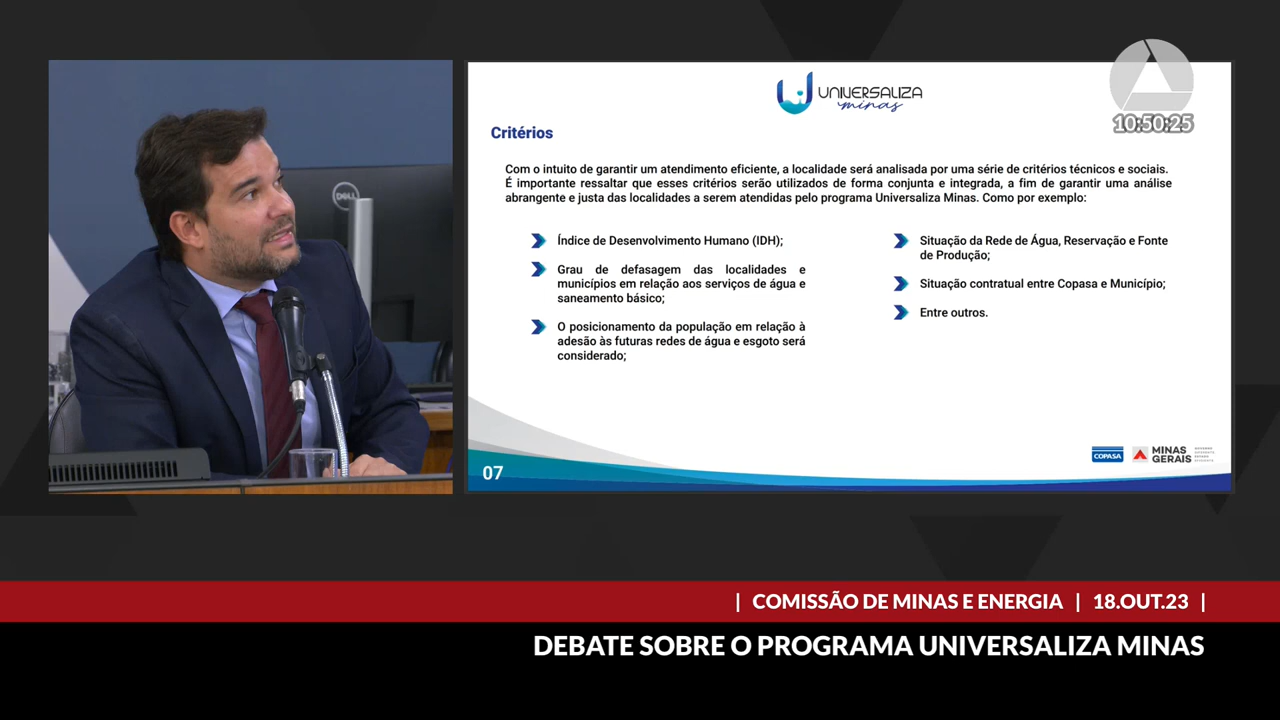 DELL
UNIVERSALIZA
minas
10:50:25
Critérios
Com o intuito de garantir um atendimento eficiente, a localidade será analisada por uma série de critérios técnicos e sociais.
É importante ressaltar que esses critérios serão utilizados de forma conjunta e integrada, a fim de garantir uma análise
abrangente e justa das localidades a serem atendidas pelo programa Universaliza Minas. Como por exemplo:
Índice de Desenvolvimento Humano (IDH);
Grau de defasagem das localidades e
municípios em relação aos serviços de água e
saneamento básico;
O posicionamento da população em relação à
adesão às futuras redes de água e esgoto será
considerado;
Situação da Rede de Água, Reservação e Fonte
de Produção;
Situação contratual entre Copasa e Município;
Entre outros.
07
COPASA
MINAS
GERAIS
| COMISSÃO DE MINAS E ENERGIA | 18.OUT.23 |
DEBATE SOBRE O PROGRAMA UNIVERSALIZA MINAS